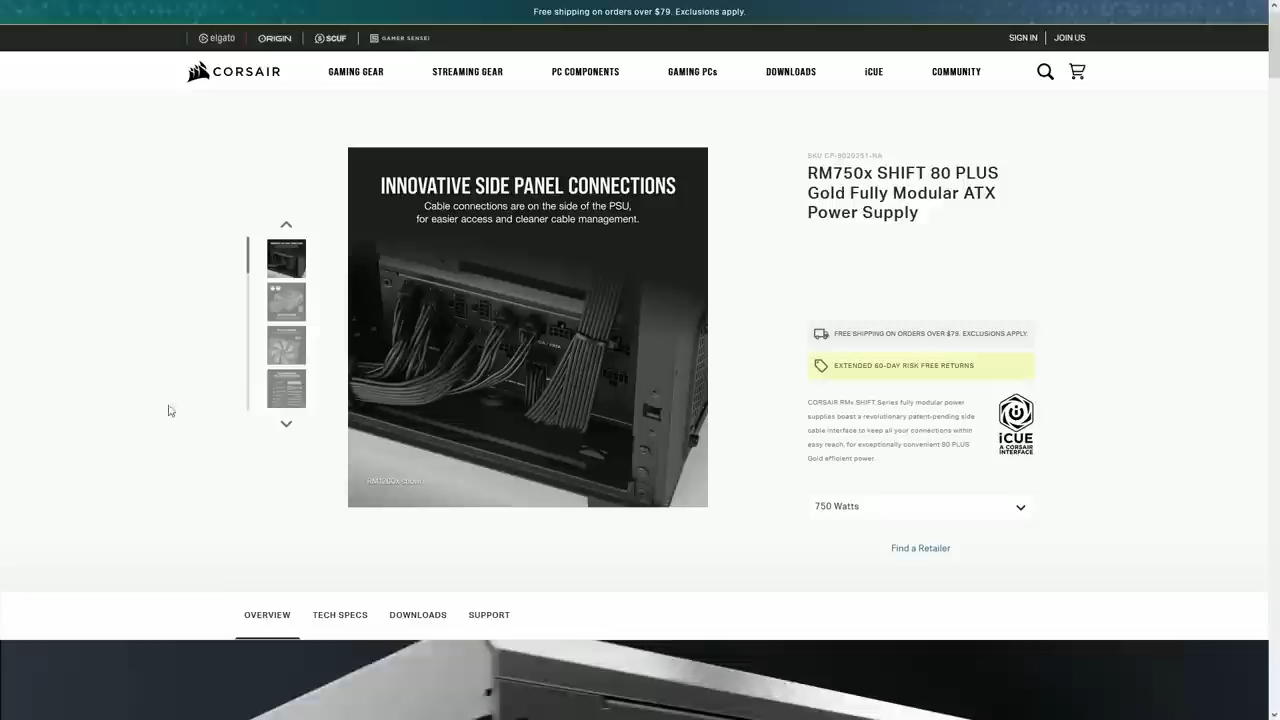 Free shipping on orders over $79. Exclusions apply.
elgato
ORIGIN
SCUF
GAMER SENSEI
SIGN IN
JOIN US
CORSAIR
GAMING GEAR
STREAMING GEAR
PC COMPONENTS
GAMING PCs
DOWNLOADS
iCUE
COMMUNITY
INNOVATIVE SIDE PANEL CONNECTIONS
Cable connections are on the side of the PSU,
for easier access and cleaner cable management.
RM1200x shown
SKU CP-9020251-NA
RM750x SHIFT 80 PLUS
Gold Fully Modular ATX
Power Supply
FREE SHIPPING ON ORDERS OVER $79. EXCLUSIONS APPLY.
EXTENDED 60-DAY RISK FREE RETURNS
CORSAIR RMx SHIFT Series fully modular power
supplies boast a revolutionary patent-pending side
cable interface to keep all your connections within
easy reach, for exceptionally convenient 80 PLUS
Gold efficient power.
iCUE
A CORSAIR
INTERFACE
750 Watts
Find a Retailer
OVERVIEW
TECH SPECS
DOWNLOADS
SUPPORT